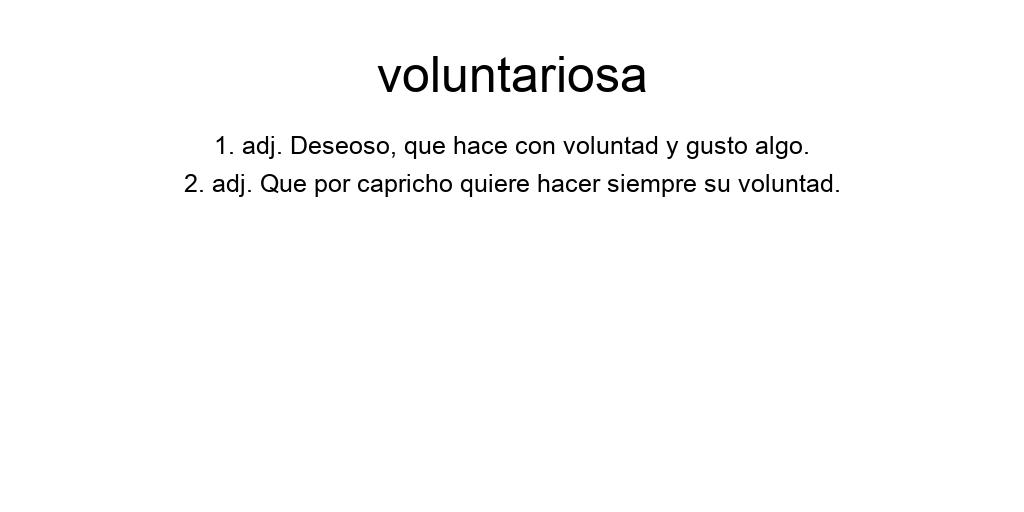 voluntariosa
1. adj. Deseoso, que hace con voluntad y gusto algo.
2. adj. Que por capricho quiere hacer siempre su voluntad.